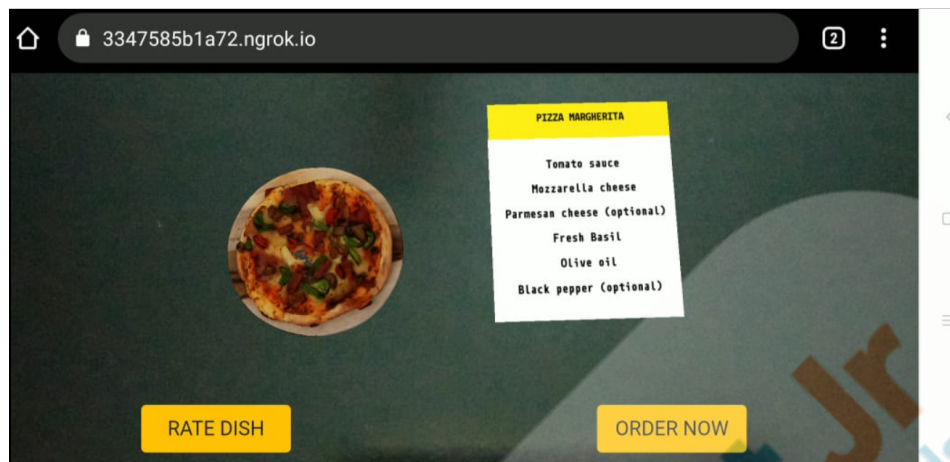 3347585b1a72.ngrok.io
2
PIZZA MARGHERITA
Tomato sauce
Mozzarella cheese
Parmesan cheese (optional)
Fresh Basil
Olive oil
Black pepper (optional)
RATE DISH
ORDER NOW
Jr